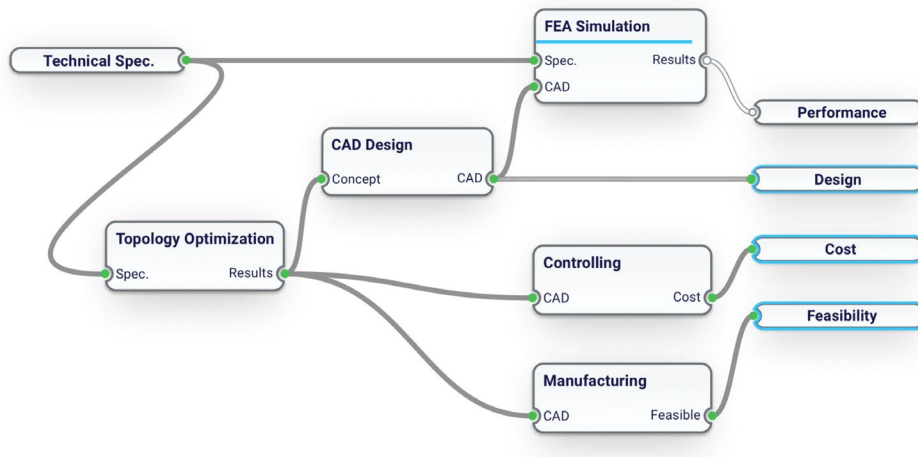 FEA Simulation
Technical Spec.
Spec. Results
CAD
Performance
CAD Design
Concept CAD
Design
Topology Optimization
Spec. Results
Controlling
CAD Cost
Cost
Feasibility
Manufacturing
CAD Feasible